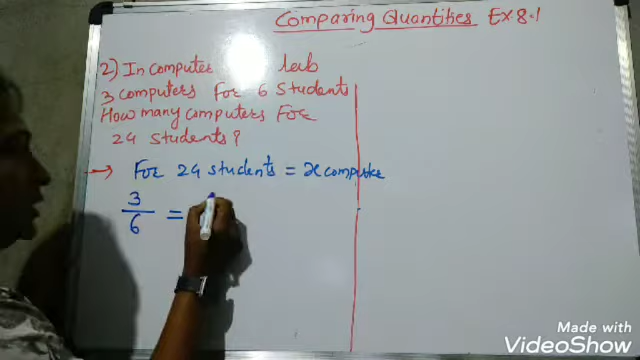 Comparing Quantities Ex 8.1
2) In computer lab
3 computers For 6 students
How many computers For
24 students?
→ For 24 students = x compute
3
6 =
Made with
VideoShow